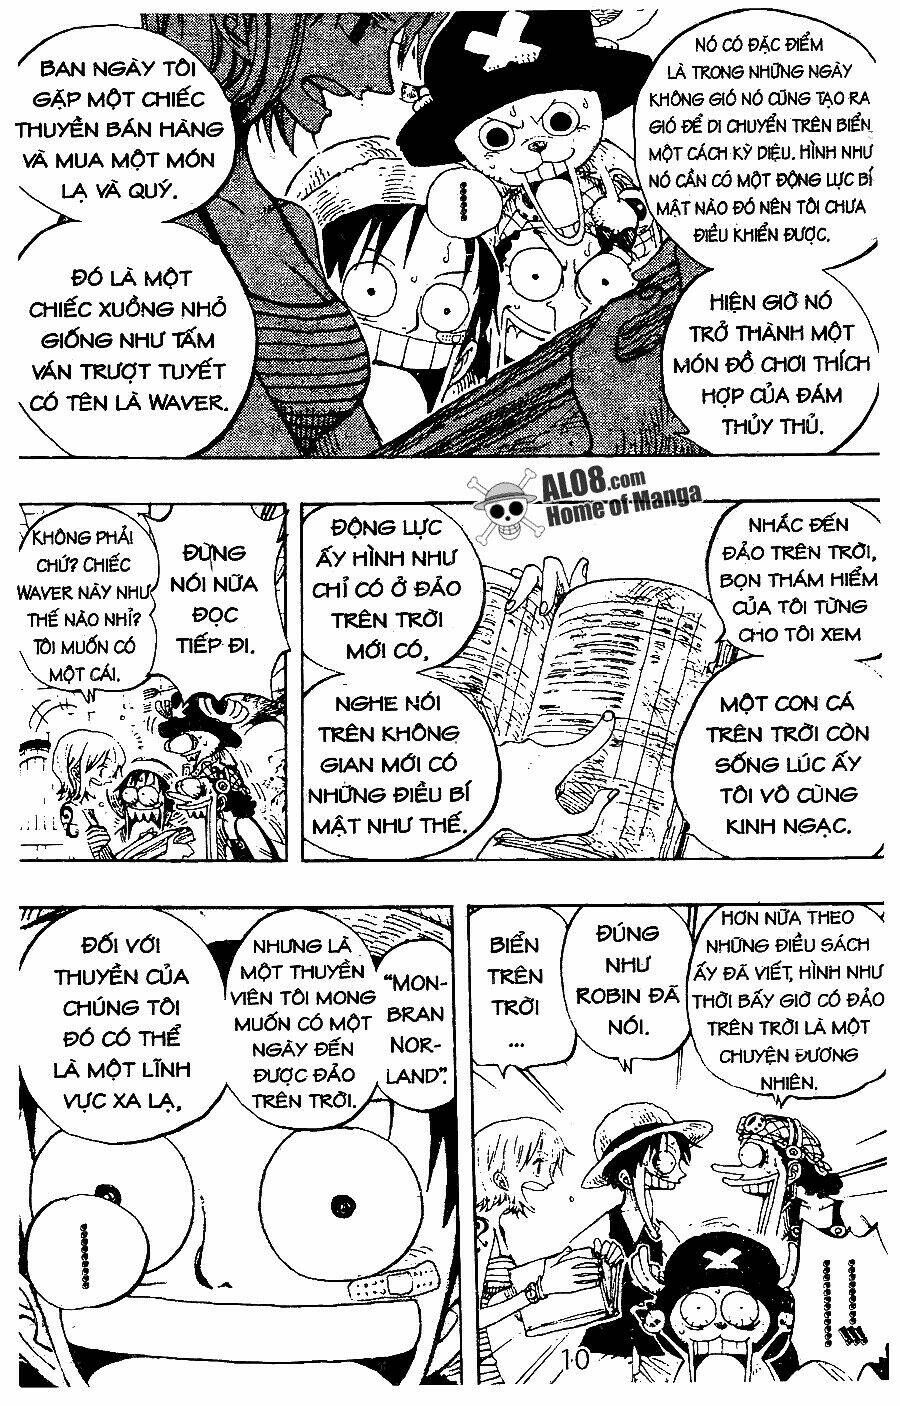 BAN NGÀY TÔI
GẶP MỘT CHIẾC
THUYỀN BÁN HÀNG
VÀ MUA MỘT MÓN
LẠ VÀ QUÝ.
ĐÓ LÀ MỘT
CHIẾC XUỒNG NHỎ
GIỐNG NHƯ TẤM
VÁN TRƯỢT TUYẾT
CÓ TÊN LÀ WAVER.
NÓ CÓ ĐẶC ĐIỂM
LÀ TRONG NHỮNG NGÀY
KHÔNG GIÓ NÓ CŨNG TẠO RA
GIÓ ĐỂ DI CHUYỂN TRÊN BIỂN
MỘT CÁCH KỲ DIỆU. HÌNH NHƯ
NÓ CẦN CÓ MỘT ĐỘNG LỰC BÍ
MẬT NÀO ĐÓ NÊN TÔI CHƯA
ĐIỀU KHIỂN ĐƯỢC.
HIỆN GIỜ NÓ
TRỞ THÀNH MỘT
MÓN ĐỒ CHƠI THÍCH
HỢP CỦA ĐÁM
THỦY THỦ.
ALO8.com
Home of Manga
KHÔNG PHẢI
CHỨ? CHIẾC
WAVER NÀY NHƯ
THẾ NÀO NHỈ?
TÔI MUỐN CÓ
MỘT CÁI.
ĐỪNG
NÓI NỮA
ĐỌC
TIẾP ĐI.
ĐỘNG LỰC
ẤY HÌNH NHƯ
CHỈ CÓ Ở ĐẢO
TRÊN TRỜI
MỚI CÓ.
NGHE NÓI
TRÊN KHÔNG
GIAN MỚI CÓ
NHỮNG ĐIỀU BÍ
MẬT NHƯ THẾ.
NHẮC ĐẾN
ĐẢO TRÊN TRỜI,
BỌN THÁM HIỂM
CỦA TÔI TỪNG
CHO TÔI XEM
MỘT CON CÁ
TRÊN TRỜI CÒN
SỐNG LÚC ẤY
TÔI VÔ CÙNG
KINH NGẠC.
ĐỐI VỚI
THUYỀN CỦA
CHÚNG TÔI
ĐÓ CÓ THỂ
LÀ MỘT LĨNH
VỰC XA LẠ.
NHƯNG LÀ
MỘT THUYỀN
VIÊN TÔI MONG
MUỐN CÓ MỘT
NGÀY ĐẾN
ĐƯỢC ĐẢO
TRÊN TRỜI.
"MON-
BRAN
NOR-
LAND".
BIỂN
TRÊN
TRỜI
...
ĐÚNG
NHƯ
ROBIN ĐÃ
NÓI.
HƠN NỮA THEO
NHỮNG ĐIỀU SÁCH
ẤY ĐÃ VIẾT, HÌNH NHƯ
THỜI BẤY GIỜ CÓ ĐẢO
TRÊN TRỜI LÀ MỘT
CHUYỆN ĐƯƠNG
NHIÊN.
10